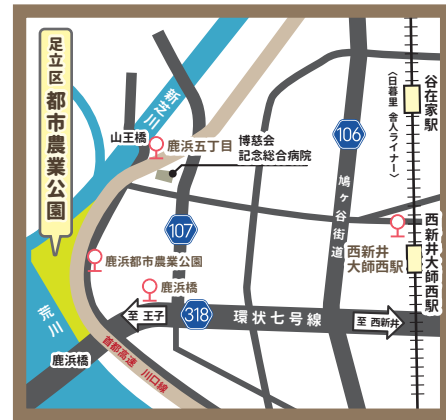 足立区 都市農業公園
新芝川
山王橋
鹿浜五丁目
博慈会
記念総合病院
106
谷在家駅
〈日暮里 舎人ライナー〉
鳩ヶ谷街道
107
西新井
大師西駅
西新井大師西駅
鹿浜都市農業公園
鹿浜橋
荒川
至 王子
318
環状七号線
至 西新井
鹿浜橋
首都高速 川口線